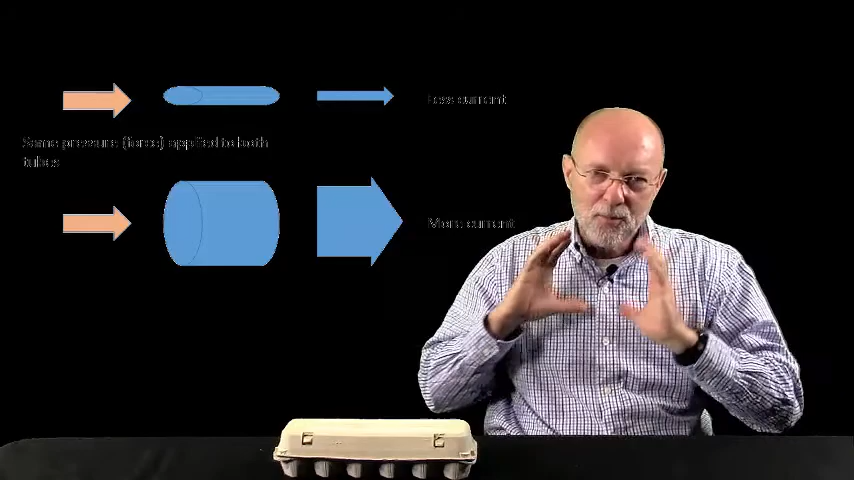 Less current
Same pressure (force) applied to both
tubes
More current